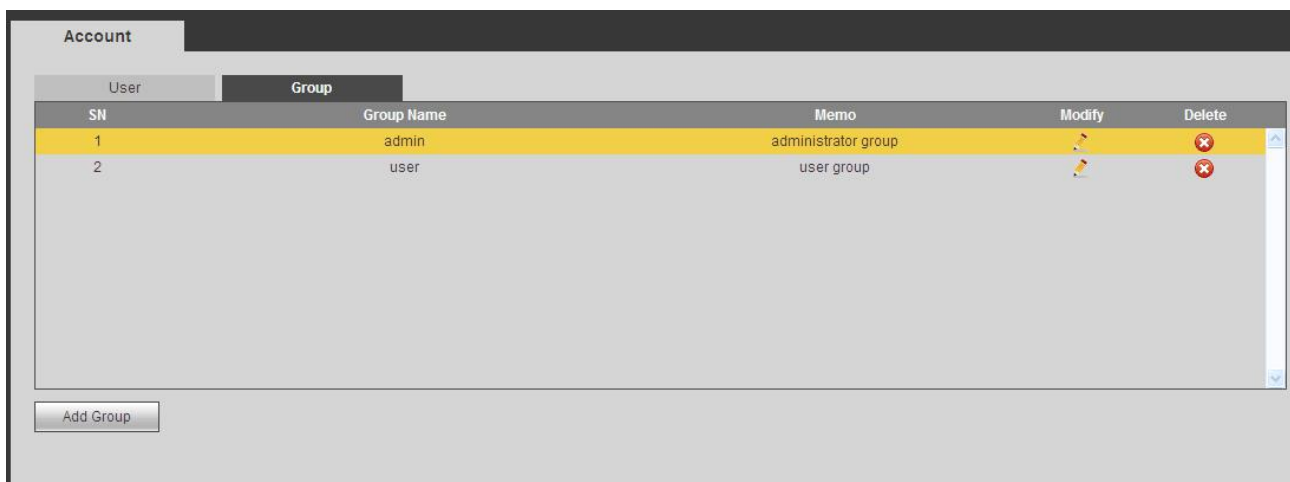 Account
User Group
SN Group Name Memo Modify Delete
1 admin administrator group
2 user user group
Add Group